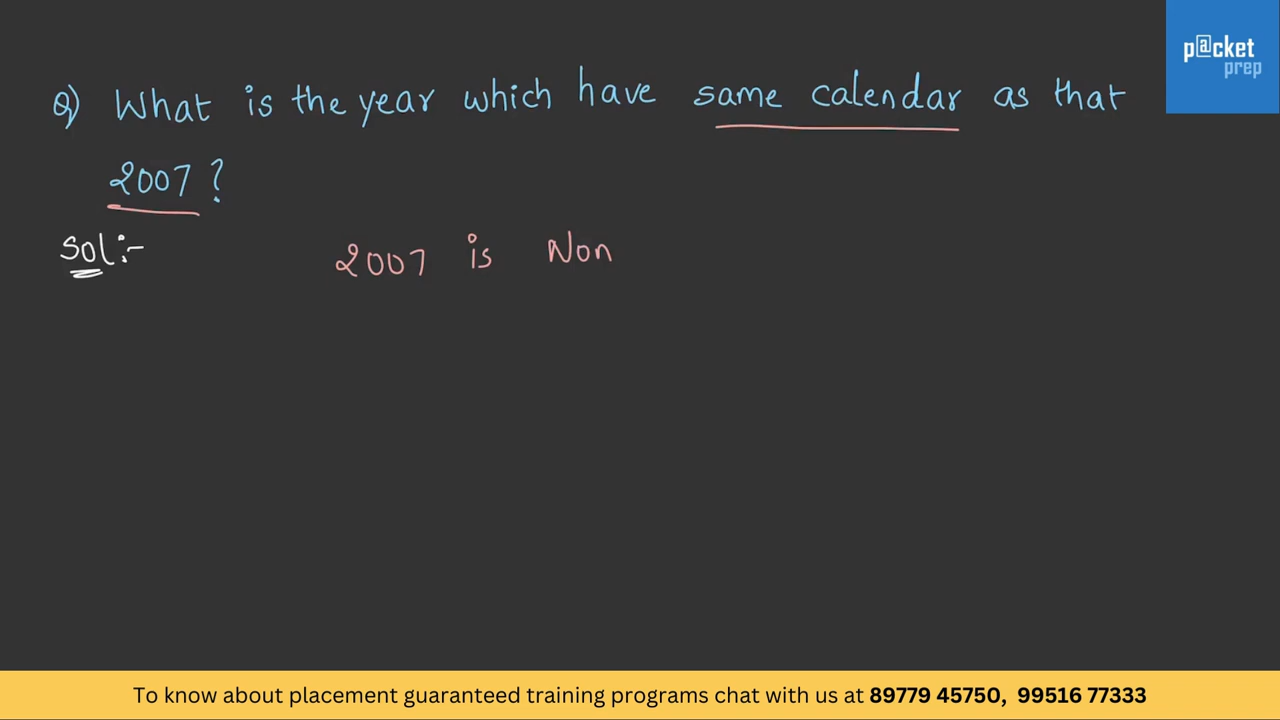 p@cket
prep
Q) What is the year which have same calendar as that
2007 ?
Sol:-
2007 is Non
To know about placement guaranteed training programs chat with us at 89779 45750, 99516 77333